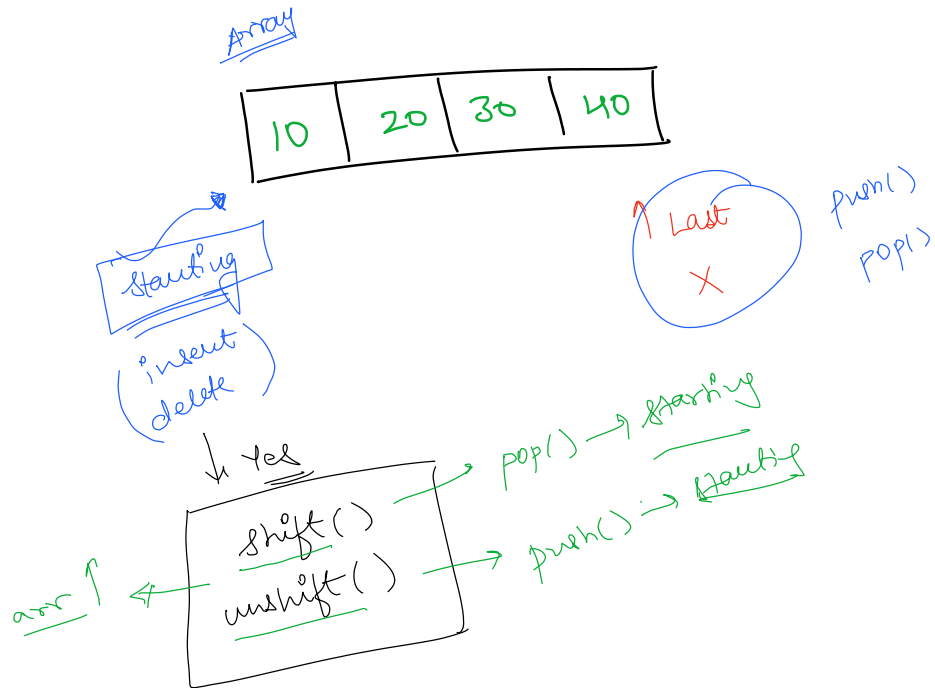 Array
10 20 30 40
Last
X
push()
pop()
Starting
(insert
delete)
Yes
shift()
unshift()
pop() → starting
push() → starting
arr ↑